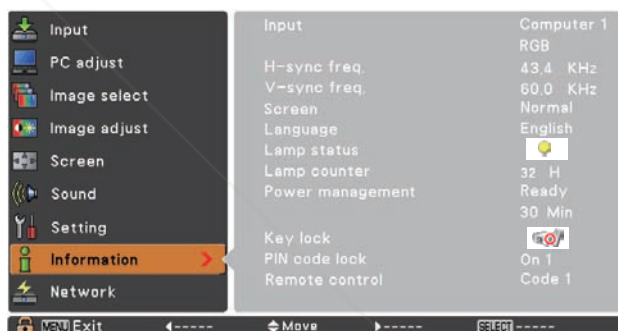 Input
PC adjust
Image select
Image adjust
Screen
Sound
Setting
Information
Network
Input Computer 1
RGB
H-sync freq. 43,4 KHz
V-sync freq. 60,0 KHz
Screen Normal
Language English
Lamp status
Lamp counter 32 H
Power management Ready
30 Min
Key lock
PIN code lock On 1
Remote control Code 1
MENU Exit ◄----- Move ►----- SELECT -----